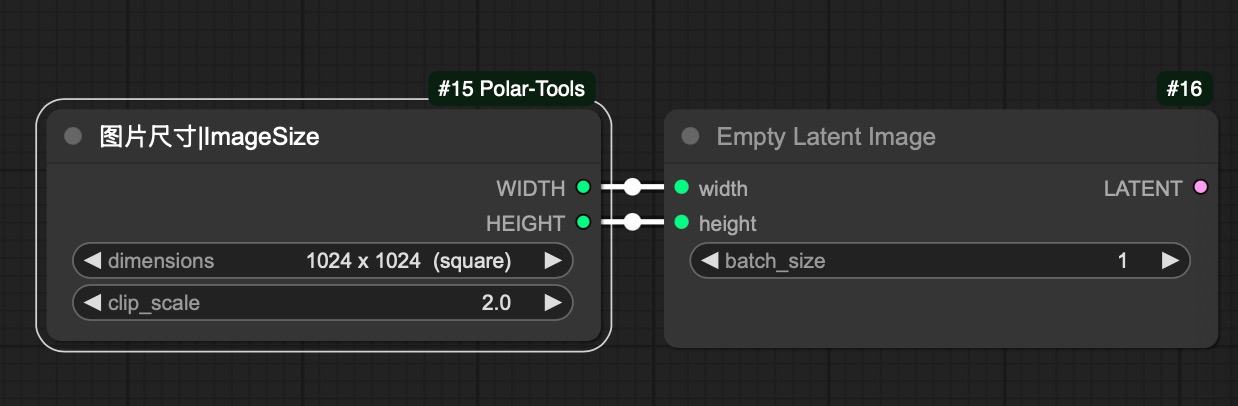 #15 Polar-Tools
图片尺寸|ImageSize
WIDTH
HEIGHT
dimensions 1024 x 1024 (square)
clip_scale 2.0
#16
Empty Latent Image
width LATENT
height
batch_size 1